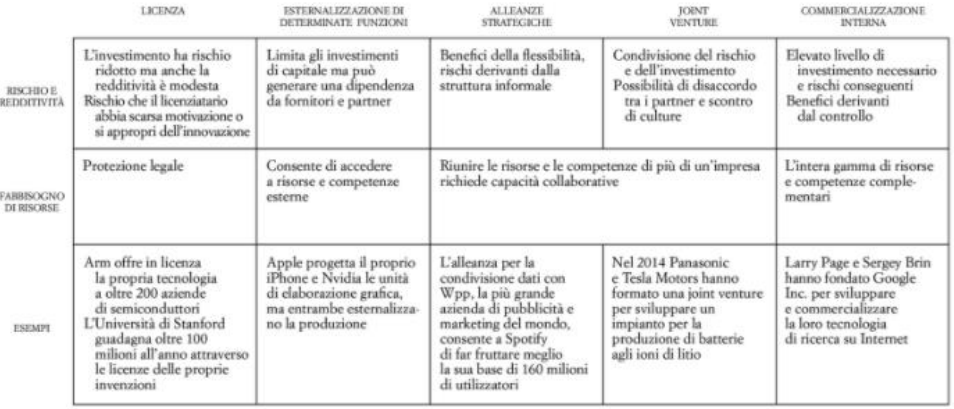 LICENZA
ESTERNALIZZAZIONE DI
DETERMINATE FUNZIONI
ALLEANZE
STRATEGICHE
JOINT
VENTURE
COMMERCIALIZZAZIONE
INTERNA
RISCHIO E
REDDITIVITÀ
L'investimento ha rischio
ridotto ma anche la
redditività è modesta
Rischio che il licenziatario
abbia scarsa motivazione o
si appropri dell'innovazione
Limita gli investimenti
di capitale ma può
generare una dipendenza
da fornitori e partner
Benefici della flessibilità,
rischi derivanti dalla
struttura informale
Condivisione del rischio
e dell'investimento
Possibilità di disaccordo
tra i partner e scontro
di culture
Elevato livello di
investimento necessario
e rischi conseguenti
Benefici derivanti
dal controllo
FABBISOGNO
DI RISORSE
Protezione legale
Consente di accedere
a risorse e competenze
esterne
Riunire le risorse e le competenze di più di un'impresa
richiede capacità collaborative
L'intera gamma di risorse
e competenze comple-
mentari
ESEMPI
Arm offre in licenza
la propria tecnologia
a oltre 200 aziende
di semiconduttori
L'Università di Stanford
guadagna oltre 100
milioni all'anno attraverso
le licenze delle proprie
invenzioni
Apple progetta il proprio
iPhone e Nvidia le unità
di elaborazione grafica,
ma entrambe esternalizza-
no la produzione
L'alleanza per la
condivisione dati con
Wpp, la più grande
azienda di pubblicità e
marketing del mondo,
consente a Spotify
di far fruttare meglio
la sua base di 160 milioni
di utilizzatori
Nel 2014 Panasonic
e Tesla Motors hanno
formato una joint venture
per sviluppare un
impianto per la
produzione di batterie
agli ioni di litio
Larry Page e Sergey Brin
hanno fondato Google
Inc. per sviluppare
e commercializzare
la loro tecnologia
di ricerca su Internet